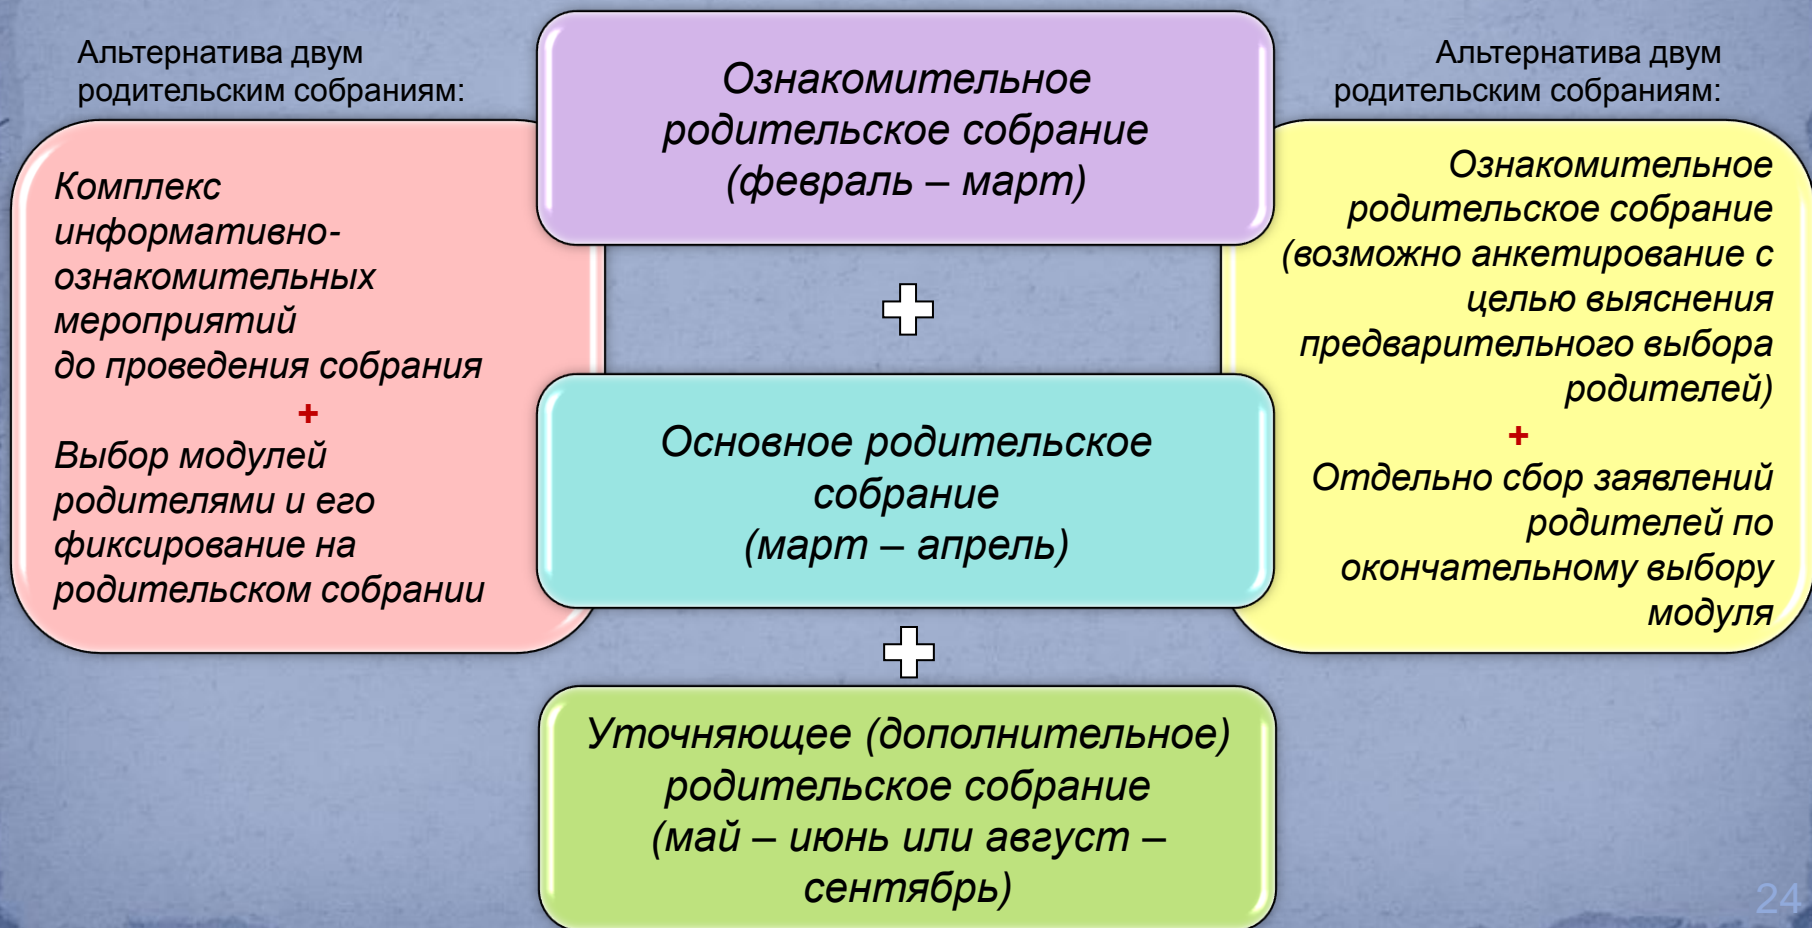 Альтернатива двум
родительским собраниям:
Комплекс
информативно-
ознакомительных
мероприятий
до проведения собрания
+
Выбор модулей
родителями и его
фиксирование на
родительском собрании
Ознакомительное
родительское собрание
(февраль – март)
Основное родительское
собрание
(март – апрель)
Уточняющее (дополнительное)
родительское собрание
(май – июнь или август –
сентябрь)
Альтернатива двум
родительским собраниям:
Ознакомительное
родительское собрание
(возможно анкетирование с
целью выяснения
предварительного выбора
родителей)
+
Отдельно сбор заявлений
родителей по
окончательному выбору
модуля
24